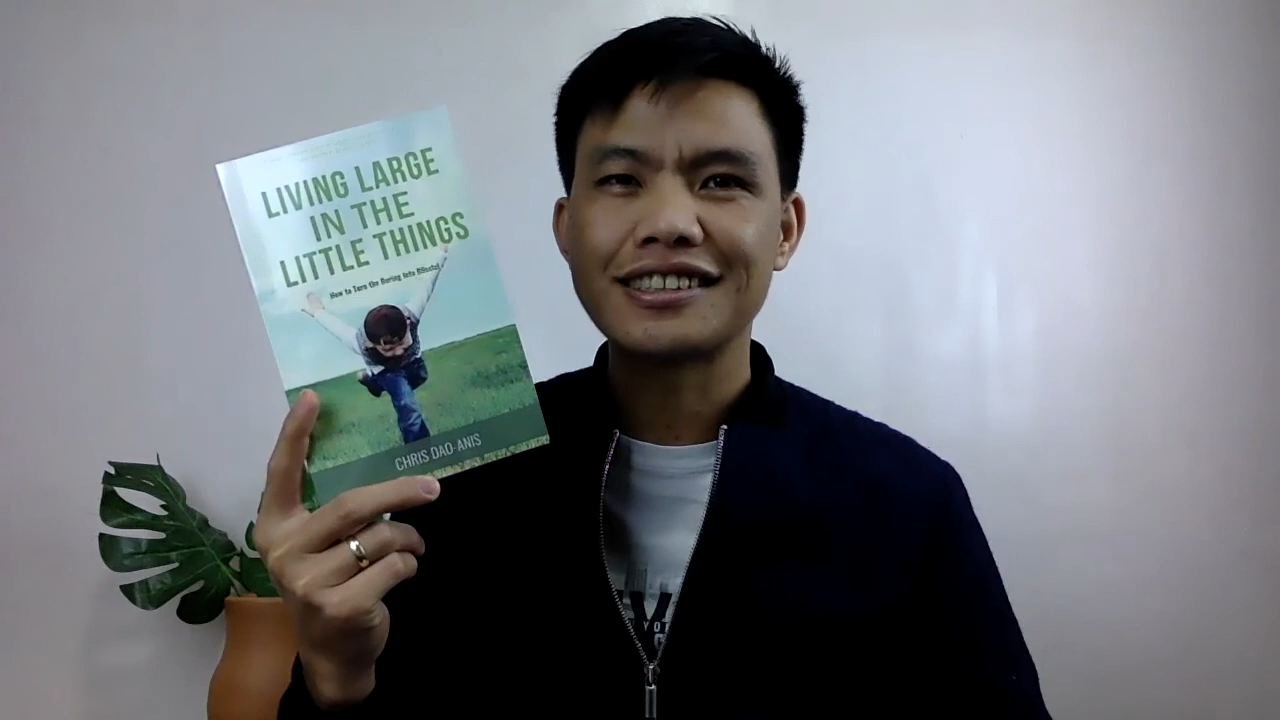 LIVING LARGE
IN THE
LITTLE THINGS
How to Turn the Boring into Blissful
CHRIS DAO-ANIS